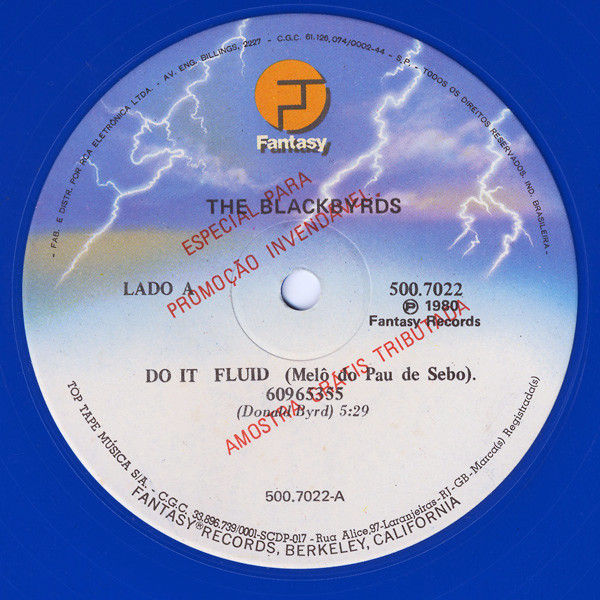 - FAB. E DISTR. POR RCA ELETRÔNICA LTDA. - AV. ENG. BILLINGS, 2227 - C.G.C. 61.126.074/0002-44 - S.P. - TODOS OS DIREITOS RESERVADOS. IND. BRASILEIRA -
Fantasy
THE BLACKBYRDS
ESPECIAL PARA
PROMOÇÃO INVENDÁVEL
LADO A
500.7022
℗ 1980
Fantasy Records
AMOSTRA GRÁTIS TRIBUTADA
DO IT FLUID (Melô do Pau de Sebo).
60965355
(Donald Byrd) 5:29
500.7022-A
TOP TAPE MÚSICA S/A. - C.G.C. 33.896.739/0001-SCDP-017 - Rua Alice,97-Laranjeiras-RJ-GB-Marca(s) Registrada(s)
FANTASY®RECORDS, BERKELEY, CALIFORNIA